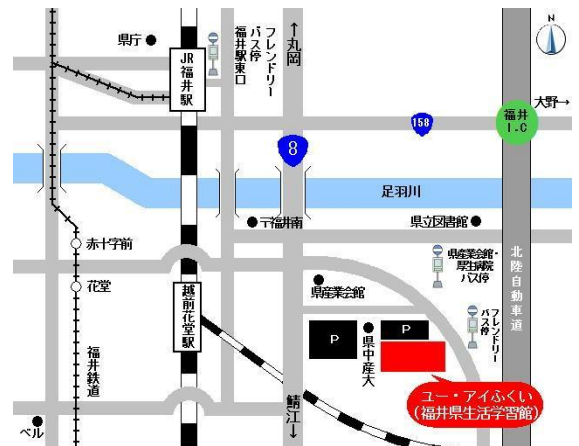 N
県庁
JR福井駅
フレンドリー
バス停
福井駅東口
←丸岡
大野→
福井
I.C
158
8
足羽川
〒福井南
県立図書館
赤十字前
花堂
福井鉄道
越前花堂駅
県産業会館
県産業会館・
厚生病院
バス停
北陸自動車道
フレンドリー
バス停
P
P
県中産大
ユー・アイふくい
(福井県生活学習館)
鯖江→
ベル